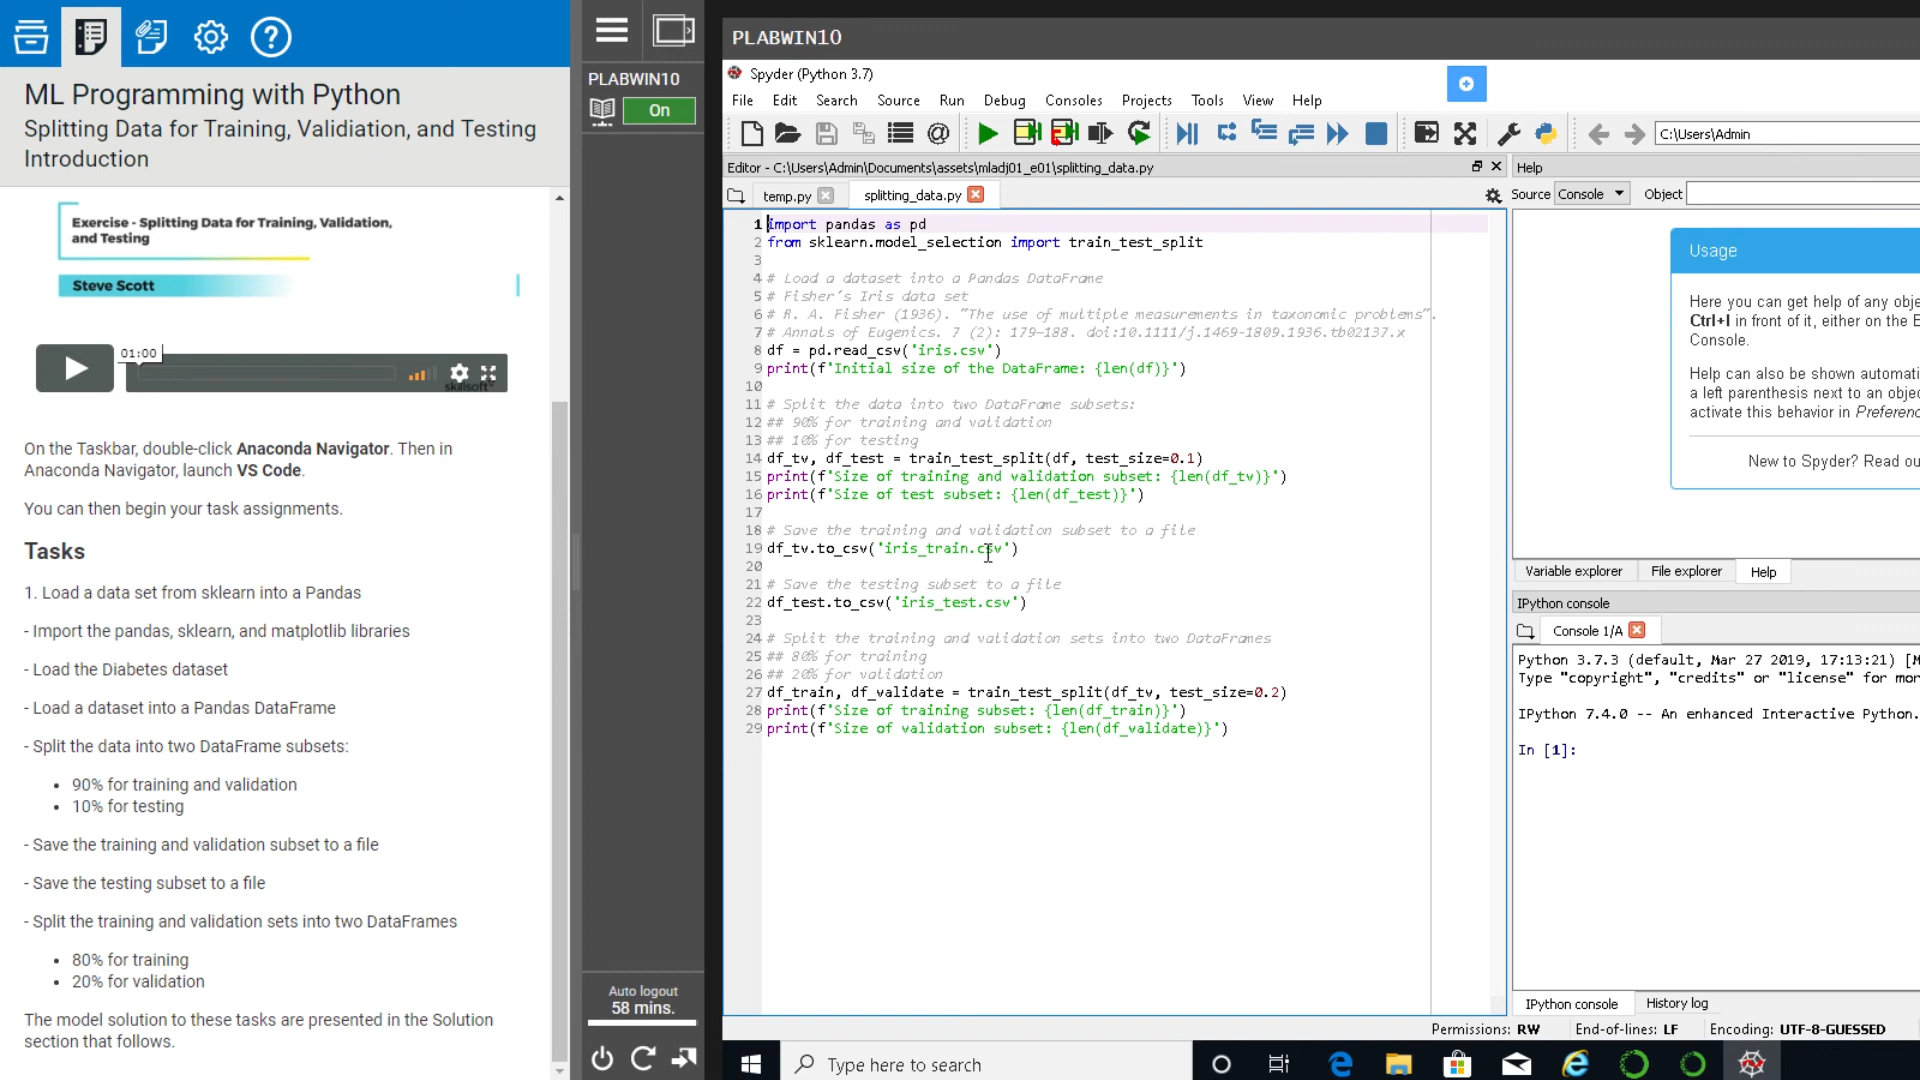 ML Programming with Python
Splitting Data for Training, Validiation, and Testing
Introduction
Exercise - Splitting Data for Training, Validation,
and Testing
Steve Scott
01:00
skillsoft
On the Taskbar, double-click Anaconda Navigator. Then in
Anaconda Navigator, launch VS Code.
You can then begin your task assignments.
Tasks
1. Load a data set from sklearn into a Pandas
- Import the pandas, sklearn, and matplotlib libraries
- Load the Diabetes dataset
- Load a dataset into a Pandas DataFrame
- Split the data into two DataFrame subsets:
• 90% for training and validation
• 10% for testing
- Save the training and validation subset to a file
- Save the testing subset to a file
- Split the training and validation sets into two DataFrames
• 80% for training
• 20% for validation
The model solution to these tasks are presented in the Solution
section that follows.
PLABWIN10
On
Auto logout
58 mins.
PLABWIN10
Spyder (Python 3.7)
File Edit Search Source Run Debug Consoles Projects Tools View Help
C:\Users\Admin
Editor - C:\Users\Admin\Documents\assets\mladj01_e01\splitting_data.py
temp.py splitting_data.py
1 import pandas as pd
2 from sklearn.model_selection import train_test_split
3
4 # Load a dataset into a Pandas DataFrame
5 # Fisher's Iris data set
6 # R. A. Fisher (1936). "The use of multiple measurements in taxonomic problems".
7 # Annals of Eugenics. 7 (2): 179–188. doi:10.1111/j.1469-1809.1936.tb02137.x
8 df = pd.read_csv('iris.csv')
9 print(f'Initial size of the DataFrame: {len(df)}')
10
11 # Split the data into two DataFrame subsets:
12 ## 90% for training and validation
13 ## 10% for testing
14 df_tv, df_test = train_test_split(df, test_size=0.1)
15 print(f'Size of training and validation subset: {len(df_tv)}')
16 print(f'Size of test subset: {len(df_test)}')
17
18 # Save the training and validation subset to a file
19 df_tv.to_csv('iris_train.csv')
20
21 # Save the testing subset to a file
22 df_test.to_csv('iris_test.csv')
23
24 # Split the training and validation sets into two DataFrames
25 ## 80% for training
26 ## 20% for validation
27 df_train, df_validate = train_test_split(df_tv, test_size=0.2)
28 print(f'Size of training subset: {len(df_train)}')
29 print(f'Size of validation subset: {len(df_validate)}')
Help
Source Console Object
Usage
Here you can get help of any obje
Ctrl+I in front of it, either on the E
Console.
Help can also be shown automati
a left parenthesis next to an objec
activate this behavior in Preferenc
New to Spyder? Read ou
Variable explorer File explorer Help
IPython console
Console 1/A
Python 3.7.3 (default, Mar 27 2019, 17:13:21) [M
Type "copyright", "credits" or "license" for mor
IPython 7.4.0 -- An enhanced Interactive Python.
In [1]:
IPython console History log
Permissions: RW End-of-lines: LF Encoding: UTF-8-GUESSED
Type here to search